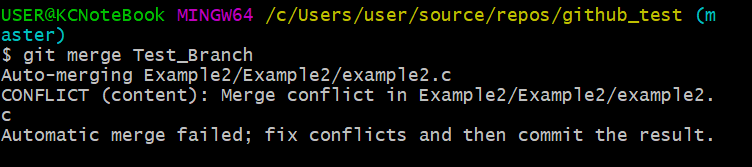 USER@KCNoteBook MINGW64 /c/Users/user/source/repos/github_test (m
aster)
$ git merge Test_Branch
Auto-merging Example2/Example2/example2.c
CONFLICT (content): Merge conflict in Example2/Example2/example2.
c
Automatic merge failed; fix conflicts and then commit the result.